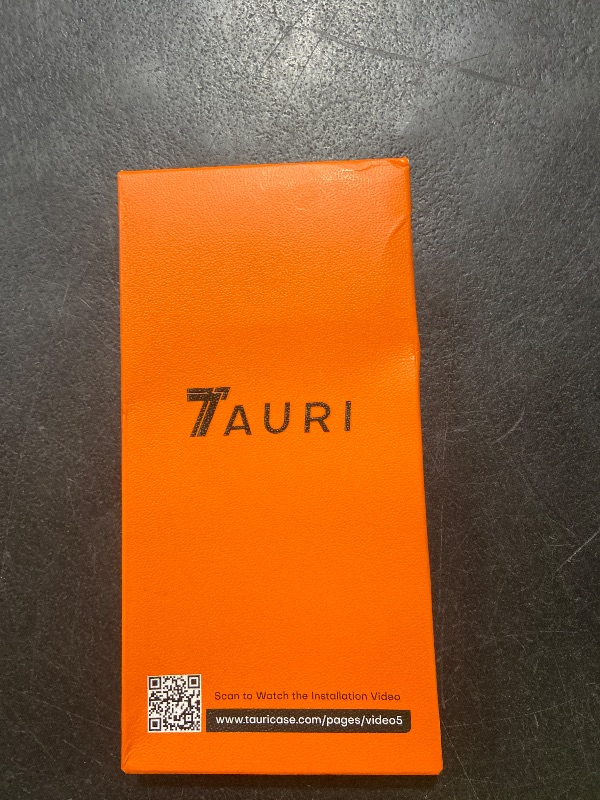 TAURI
Scan to Watch the Installation Video
www.tauricase.com/pages/video5